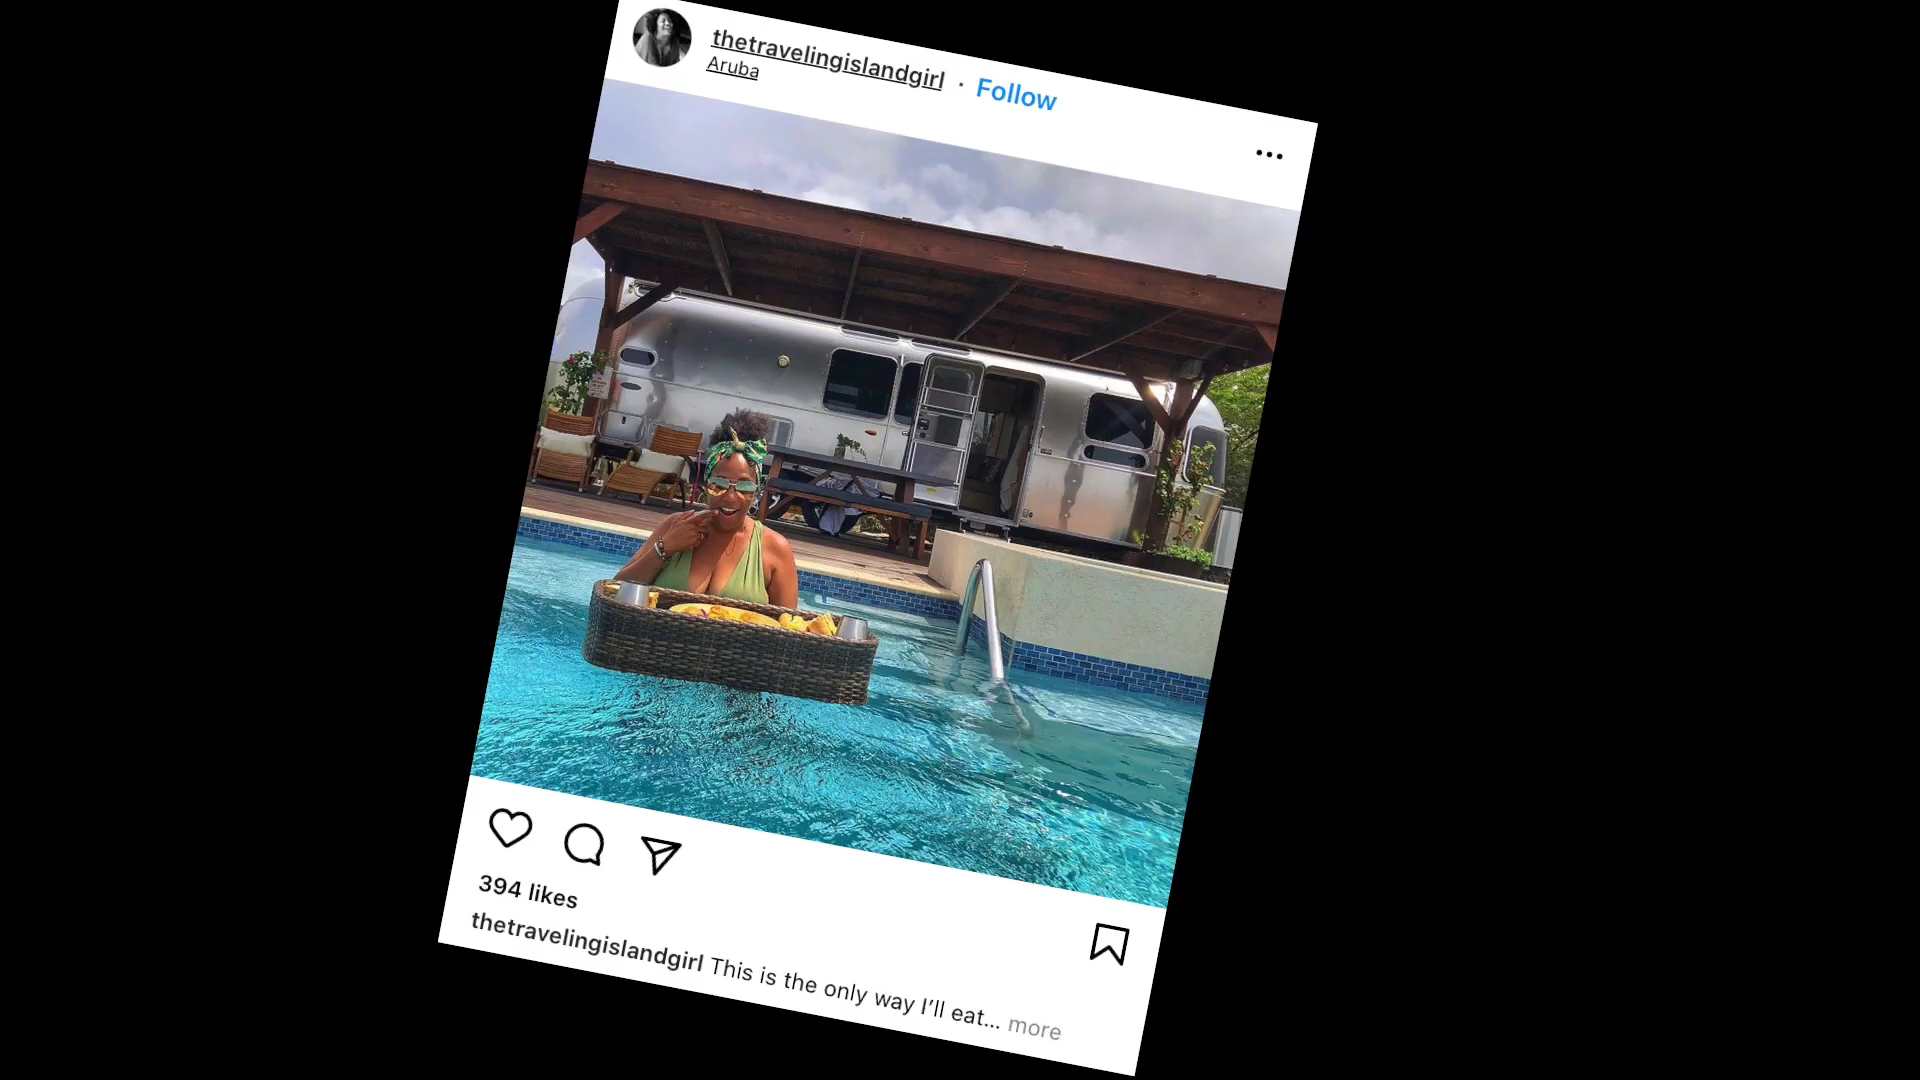 thetravelingislandgirl · Follow
Aruba
394 likes
thetravelingislandgirl This is the only way I’ll eat... more